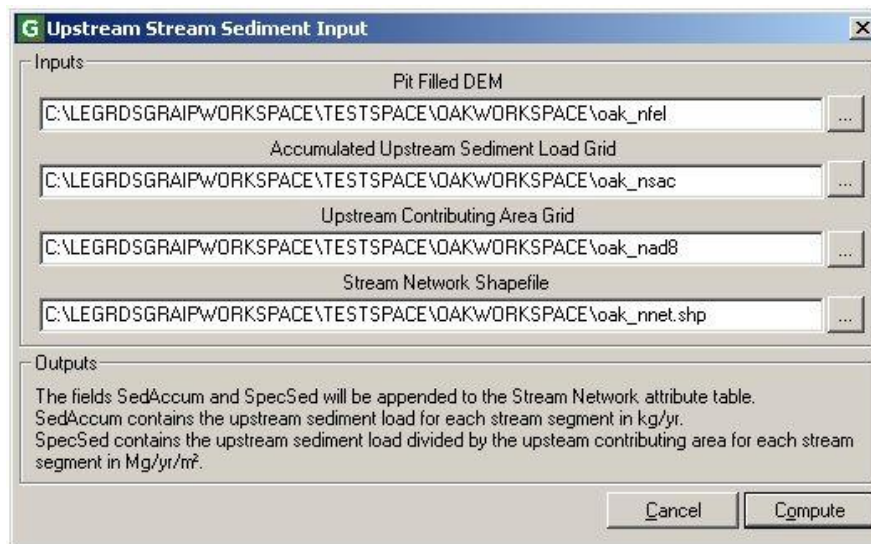 G Upstream Stream Sediment Input
Inputs
Pit Filled DEM
C:\LEGRDSGRAIPWORKSPACE\TESTSPACE\OAKWORKSPACE\oak_nfel
...
Accumulated Upstream Sediment Load Grid
C:\LEGRDSGRAIPWORKSPACE\TESTSPACE\OAKWORKSPACE\oak_nsac
...
Upstream Contributing Area Grid
C:\LEGRDSGRAIPWORKSPACE\TESTSPACE\OAKWORKSPACE\oak_nad8
...
Stream Network Shapefile
C:\LEGRDSGRAIPWORKSPACE\TESTSPACE\OAKWORKSPACE\oak_nnet.shp
...
Outputs
The fields SedAccum and SpecSed will be appended to the Stream Network attribute table.
SedAccum contains the upstream sediment load for each stream segment in kg/yr.
SpecSed contains the upstream sediment load divided by the upsteam contributing area for each stream
segment in Mg/yr/m².
Cancel
Compute